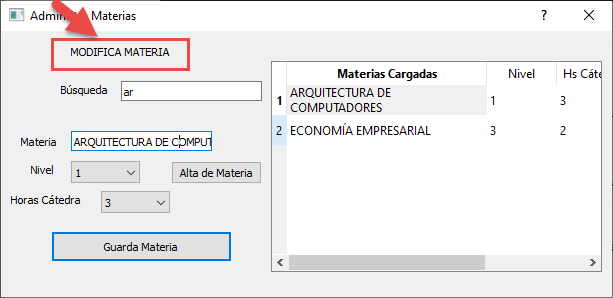 Admin Materias
MODIFICA MATERIA
Búsqueda ar
Materia ARQUITECTURA DE COMPUT
Nivel 1 Alta de Materia
Horas Cátedra 3
Guarda Materia
Materias Cargadas Nivel Hs Cáte
1 ARQUITECTURA DE COMPUTADORES 1 3
2 ECONOMÍA EMPRESARIAL 3 2